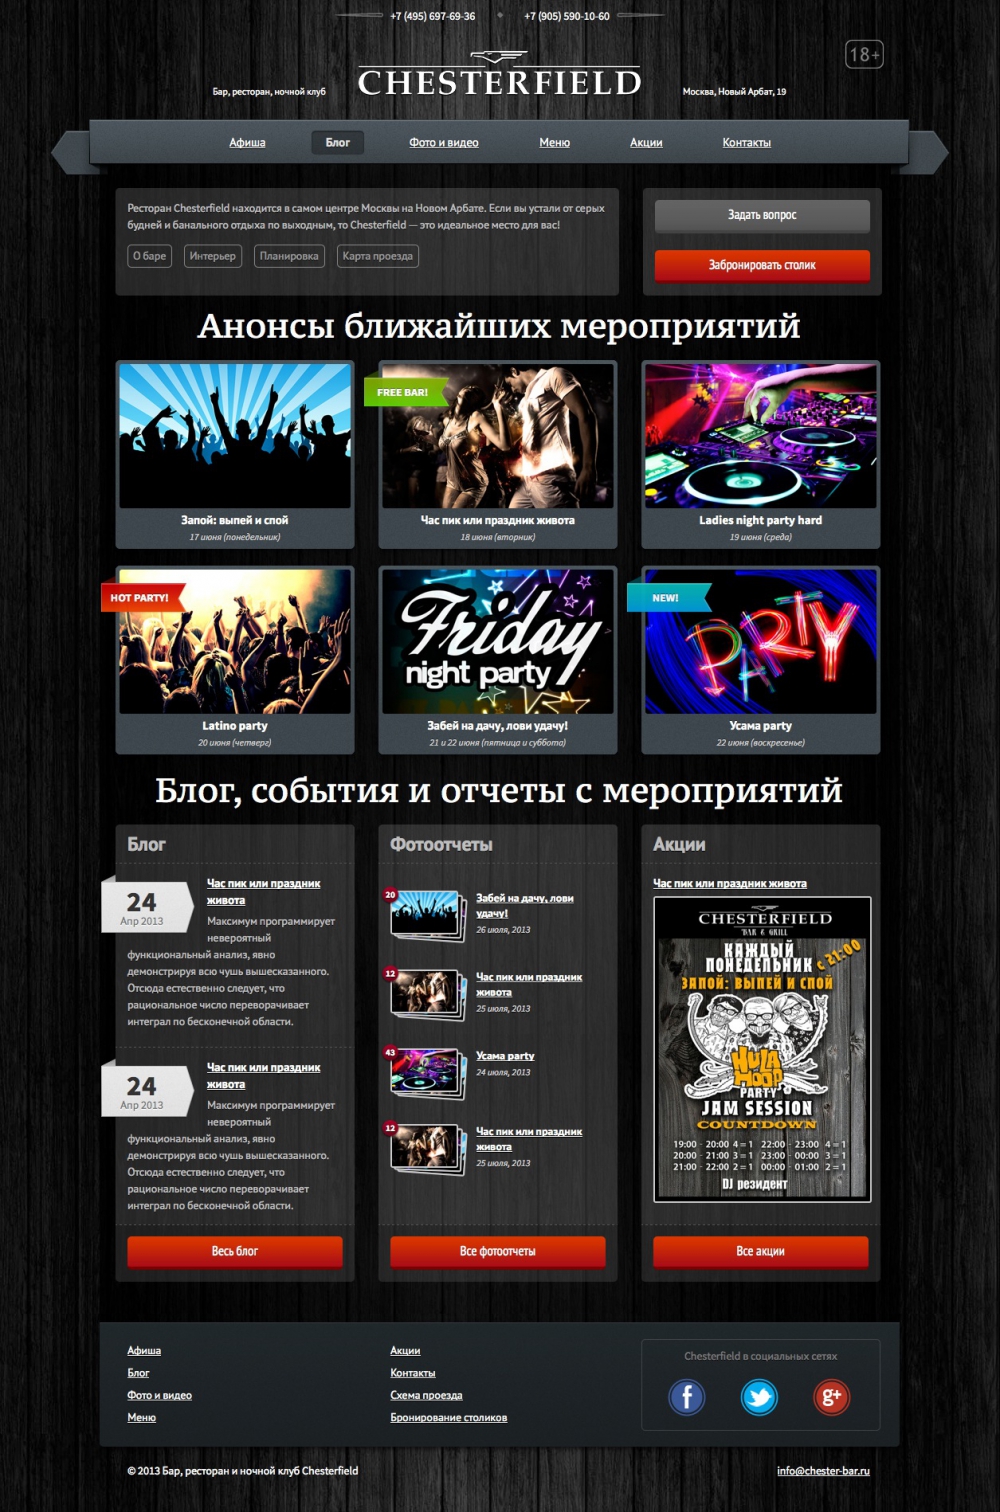 +7 (495) 697-69-36
+7 (905) 590-10-60
18+
Бар, ресторан, ночной клуб
CHESTERFIELD
Москва, Новый Арбат, 19
Афиша
Блог
Фото и видео
Меню
Акции
Контакты
Ресторан Chesterfield находится в самом центре Москвы на Новом Арбате. Если вы устали от серых
будней и банального отдыха по выходным, то Chesterfield — это идеальное место для вас!
О баре
Интерьер
Планировка
Карта проезда
Задать вопрос
Забронировать столик
Анонсы ближайших мероприятий
Запой: выпей и спой
17 июня (понедельник)
FREE BAR!
Час пик или праздник живота
18 июня (вторник)
Ladies night party hard
19 июня (среда)
HOT PARTY!
Latino party
20 июня (четверг)
Friday
night party
Забей на дачу, лови удачу!
21 и 22 июня (пятница и суббота)
NEW!
PARTY
Усама party
22 июня (воскресенье)
Блог, события и отчеты с мероприятий
Блог
24
Апр 2013
Час пик или праздник
живота
Максимум программирует
невероятный
функциональный анализ, явно
демонстрируя всю чушь вышесказанного.
Отсюда естественно следует, что
рациональное число переворачивает
интеграл по бесконечной области.
24
Апр 2013
Час пик или праздник
живота
Максимум программирует
невероятный
функциональный анализ, явно
демонстрируя всю чушь вышесказанного.
Отсюда естественно следует, что
рациональное число переворачивает
интеграл по бесконечной области.
Весь блог
Фотоотчеты
20
Забей на дачу, лови
удачу!
26 июля, 2013
12
Час пик или праздник
живота
25 июля, 2013
43
Усама party
24 июля, 2013
12
Час пик или праздник
живота
25 июля, 2013
Все фотоотчеты
Акции
Час пик или праздник живота
CHESTERFIELD
BAR & GRILL
КАЖДЫЙ
ПОНЕДЕЛЬНИК с 21:00
ЗАПОЙ: ВЫПЕЙ И СПОЙ
HULA
HOOP
PARTY
JAM SESSION
COUNTDOWN
19:00 - 20:00 4=1 22:00 - 23:00 4=1
20:00 - 21:00 3=1 23:00 - 00:00 3=1
21:00 - 22:00 2=1 00:00 - 01:00 2=1
DJ резидент
Все акции
Афиша
Блог
Фото и видео
Меню
Акции
Контакты
Схема проезда
Бронирование столиков
Chesterfield в социальных сетях
f
g+
© 2013 Бар, ресторан и ночной клуб Chesterfield
info@chester-bar.ru